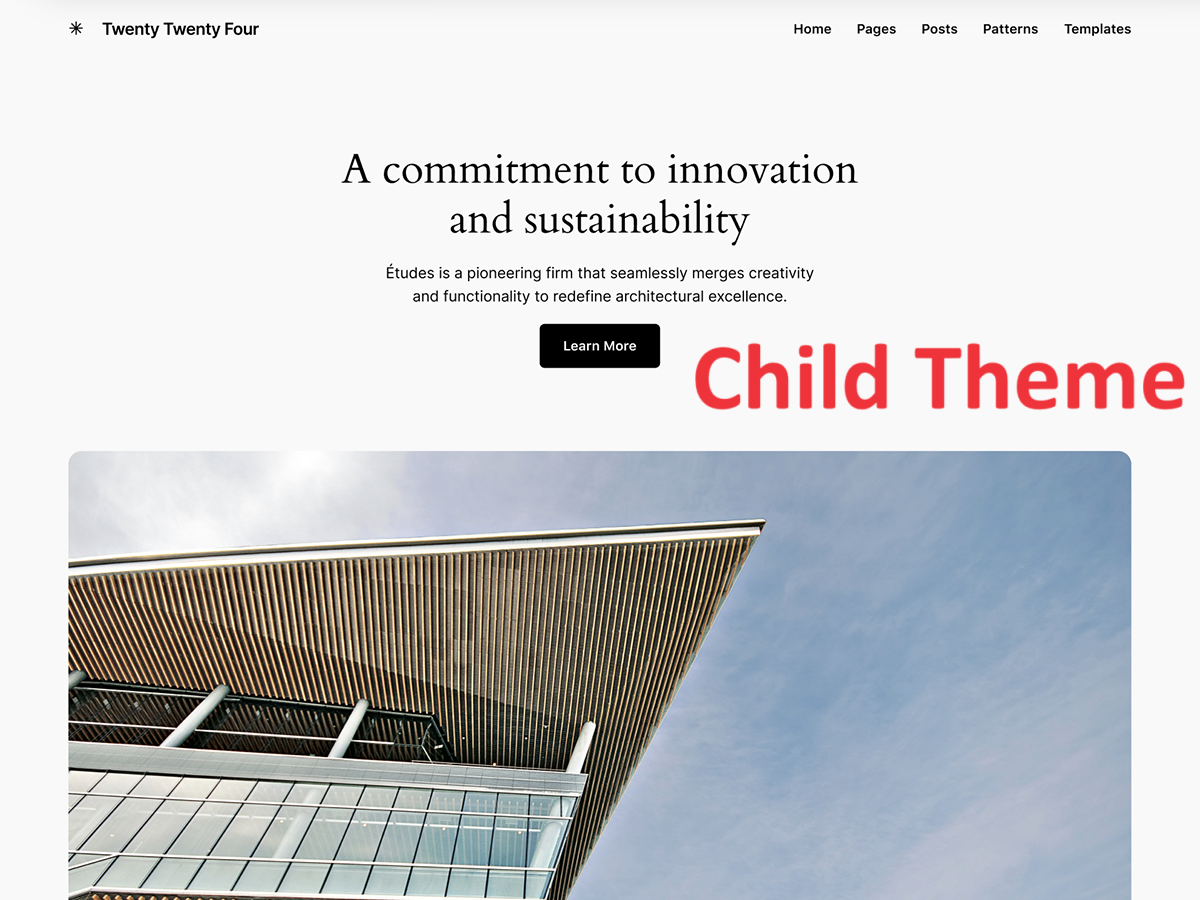 Twenty Twenty Four
Home Pages Posts Patterns Templates
A commitment to innovation
and sustainability
Études is a pioneering firm that seamlessly merges creativity
and functionality to redefine architectural excellence.
Learn More
Child Theme